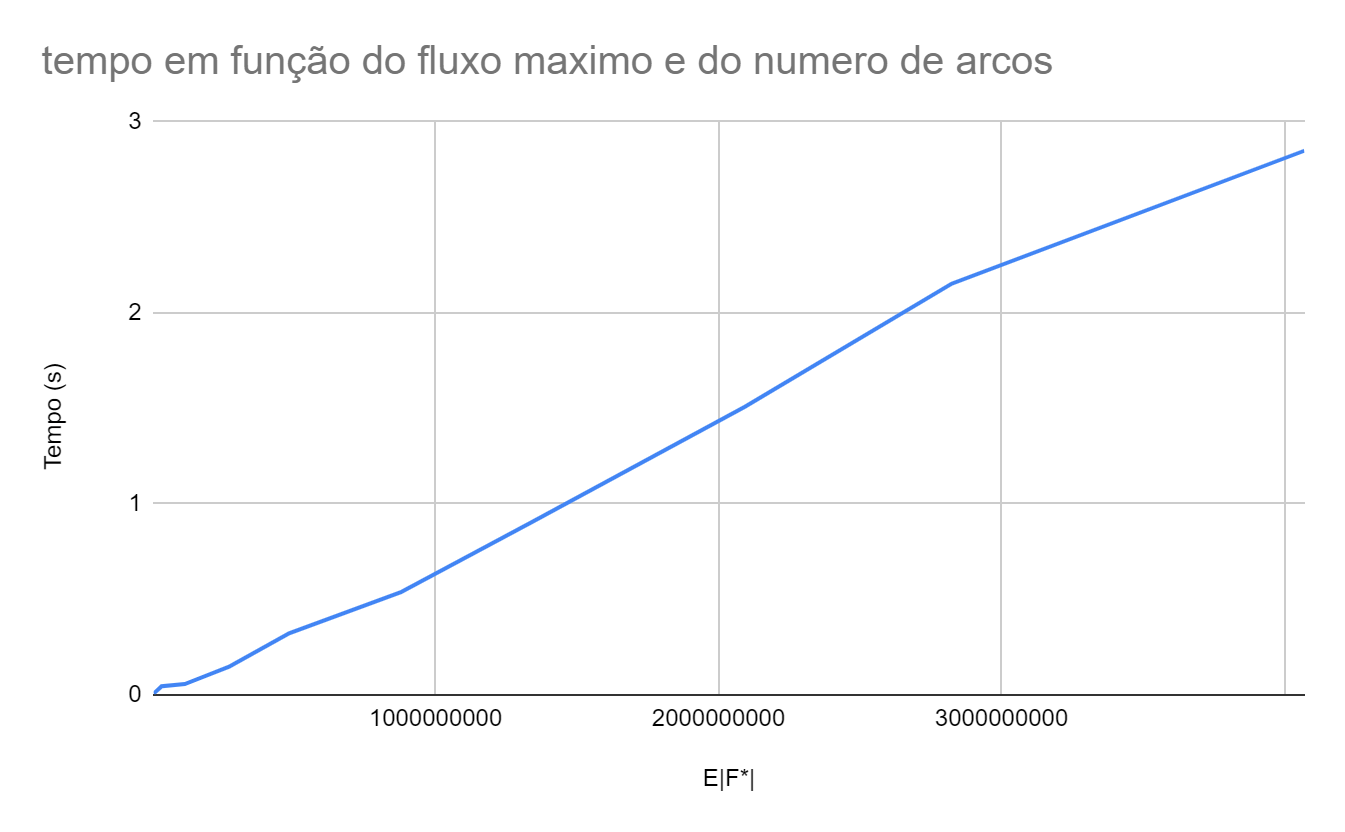 tempo em função do fluxo maximo e do numero de arcos
3
2
1
0
Tempo (s)
1000000000 2000000000 3000000000
E|F*|